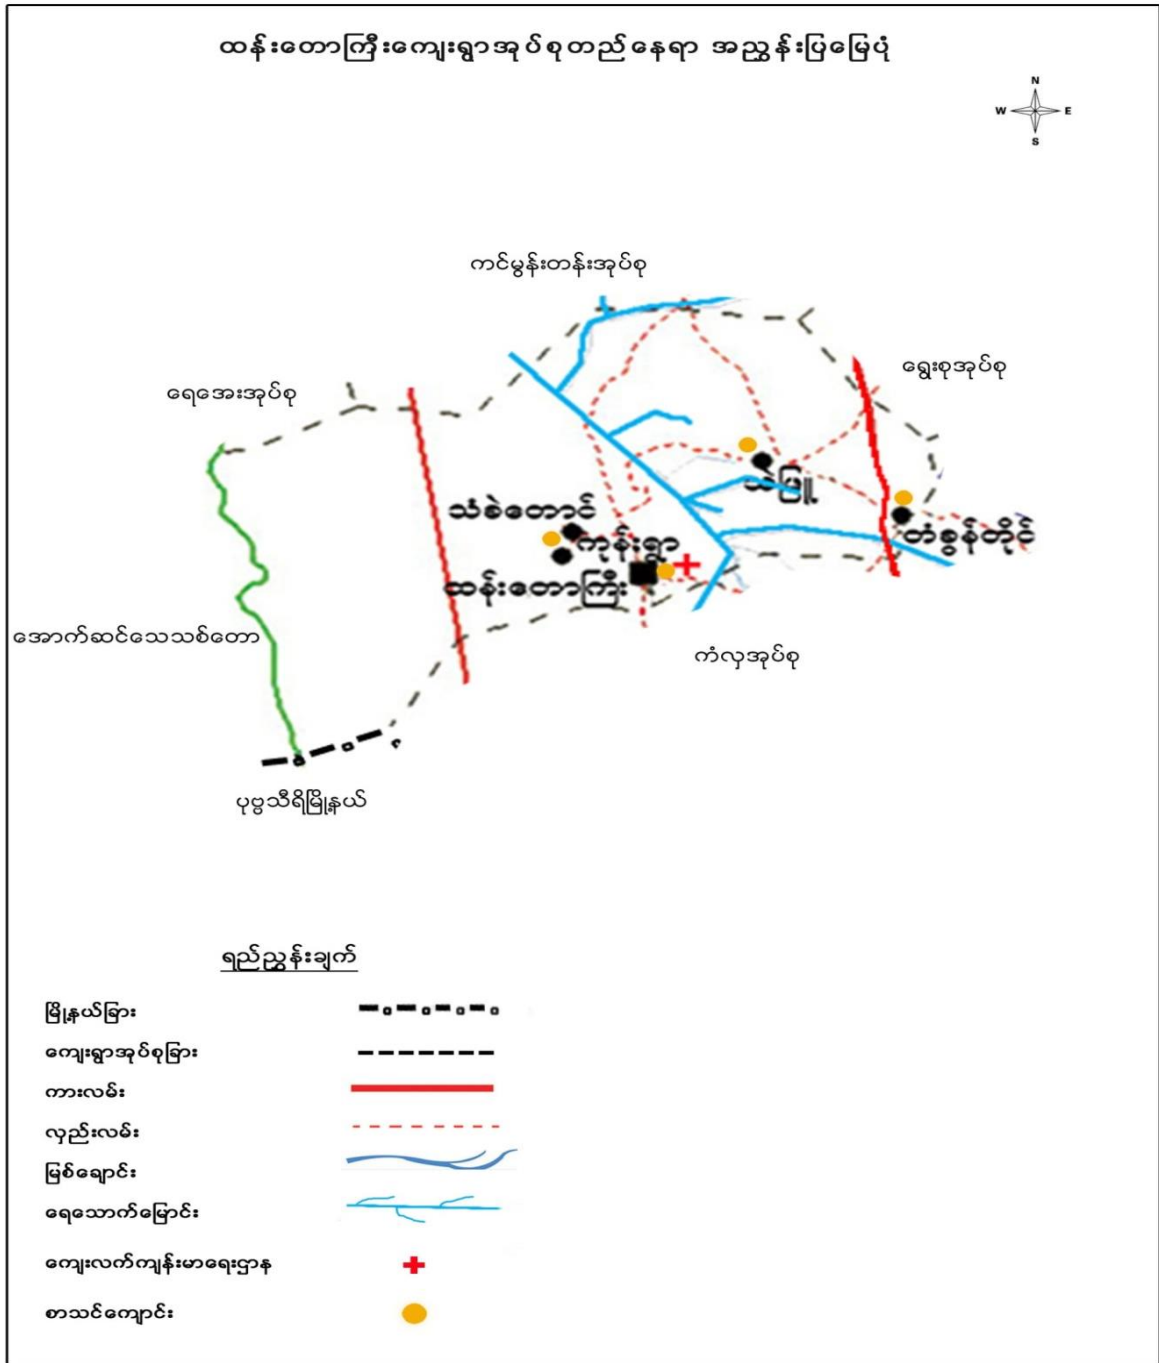 ထန်းတောကြီးကျေးရွာအုပ်စုတည်နေရာ အညွှန်းပြမြေပုံ
N
W E
S
ကင်မွန်းတန်းအုပ်စု
ရွေးစုအုပ်စု
ရေအေးအုပ်စု
သဲဖြူ
သံစဲတောင်
တံခွန်တိုင်
ကုန်းရွာ
ထန်းတောကြီး
အောက်ဆင်သေသစ်တော
ကံလှအုပ်စု
ပုဗ္ဗသီရိမြို့နယ်
ရည်ညွှန်းချက်
မြို့နယ်ခြား
ကျေးရွာအုပ်စုခြား
ကားလမ်း
လှည်းလမ်း
မြစ်ချောင်း
ရေသောက်မြောင်း
ကျေးလက်ကျန်းမာရေးဌာန
စာသင်ကျောင်း